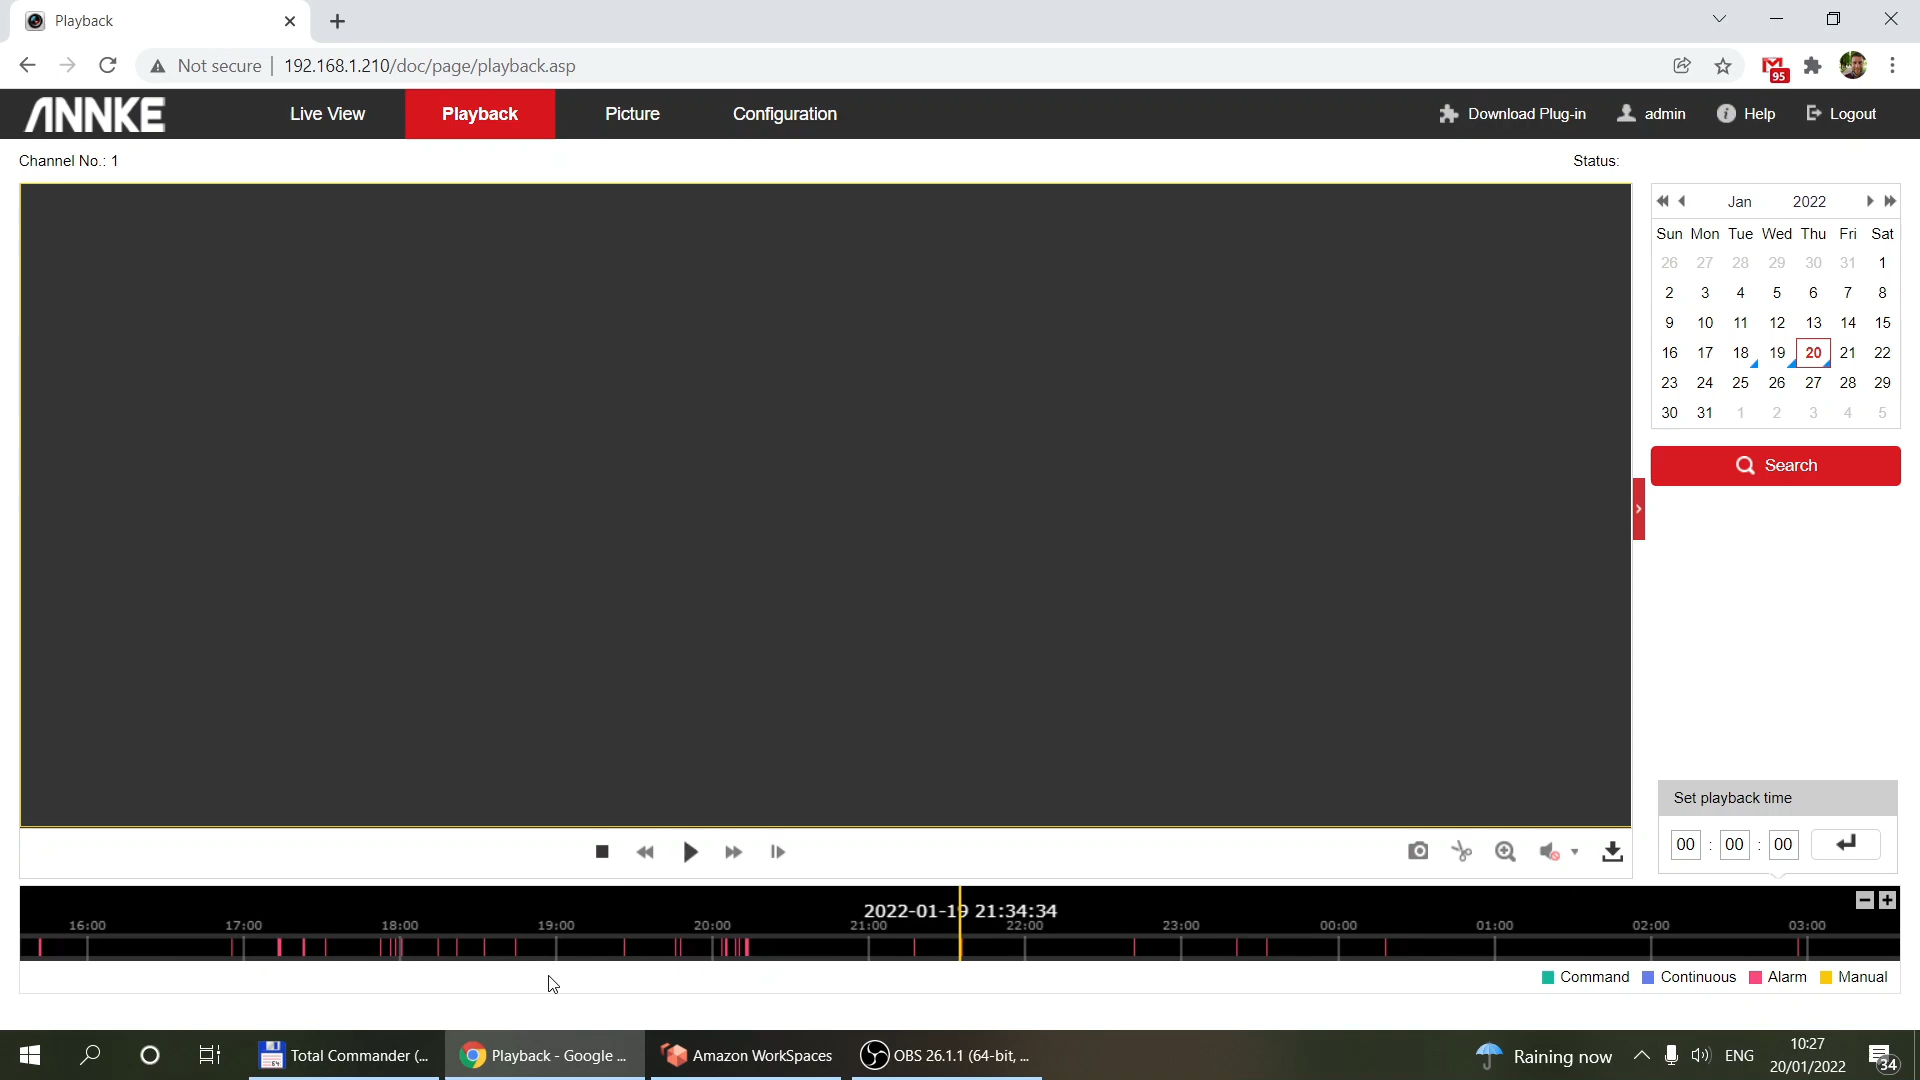 Playback
Not secure | 192.168.1.210/doc/page/playback.asp
95
ANNKE
Live View
Playback
Picture
Configuration
Download Plug-in
admin
Help
Logout
Channel No.: 1
Status:
Jan 2022
Sun Mon Tue Wed Thu Fri Sat
26 27 28 29 30 31 1
2 3 4 5 6 7 8
9 10 11 12 13 14 15
16 17 18 19 20 21 22
23 24 25 26 27 28 29
30 31 1 2 3 4 5
Search
Set playback time
00 : 00 : 00
2022-01-19 21:34:34
16:00 17:00 18:00 19:00 20:00 21:00 22:00 23:00 00:00 01:00 02:00 03:00
Command Continuous Alarm Manual
64
Total Commander (...
Playback - Google ...
Amazon WorkSpaces
OBS 26.1.1 (64-bit, ...
Raining now
ENG
10:27
20/01/2022
34